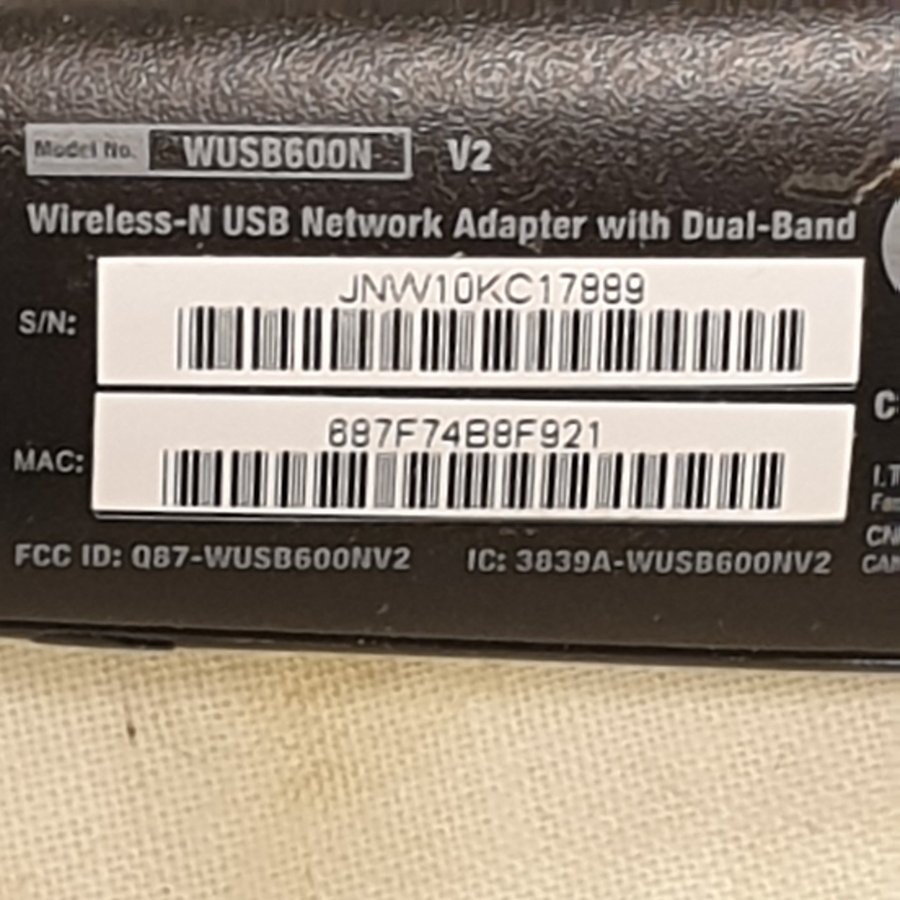 Model No. WUSB600N V2
Wireless-N USB Network Adapter with Dual-Band
S/N: JNW10KC17889
MAC: 687F74B8F921
FCC ID: Q87-WUSB600NV2 IC: 3839A-WUSB600NV2